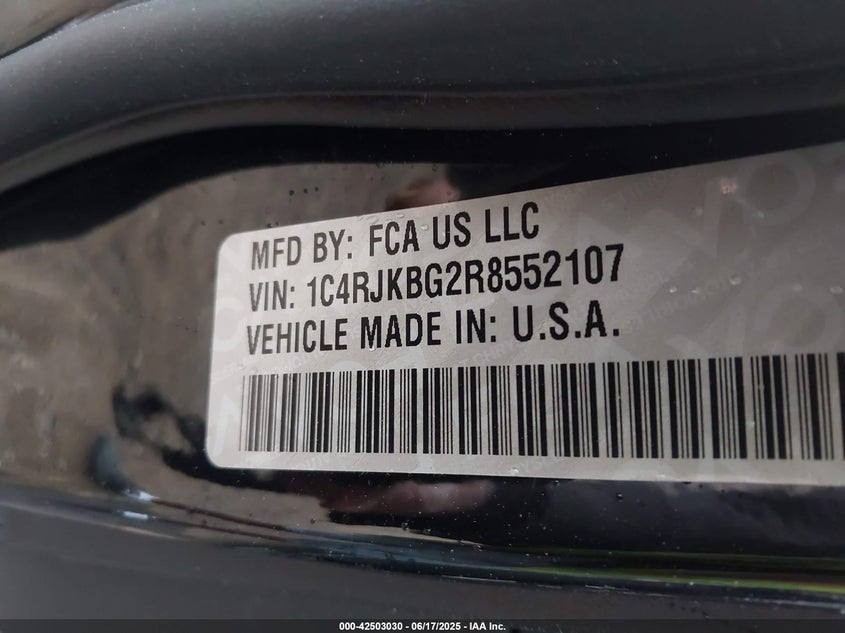 MFD BY: FCA US LLC
VIN: 1C4RJKBG2R8552107
VEHICLE MADE IN: U.S.A.
000-42503030 - 06/17/2025 - IAA Inc.